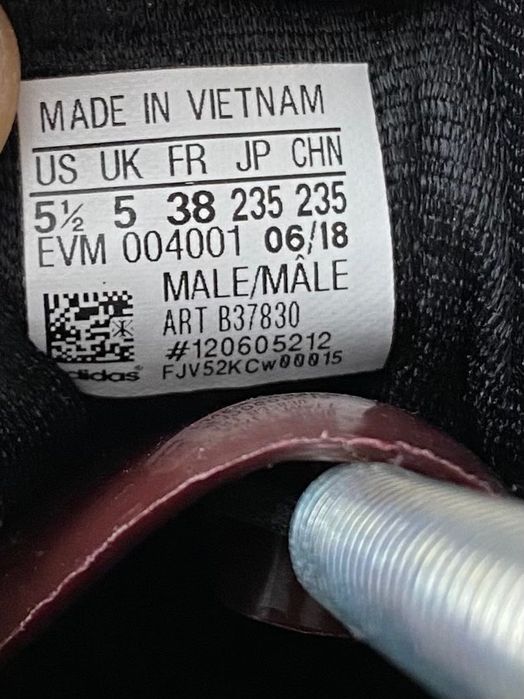 MADE IN VIETNAM
US UK FR JP CHN
5½ 5 38 235 235
EVM 004001 06/18
MALE/MÂLE
ART B37830
#120605212
adidas® FJV52KCw00015